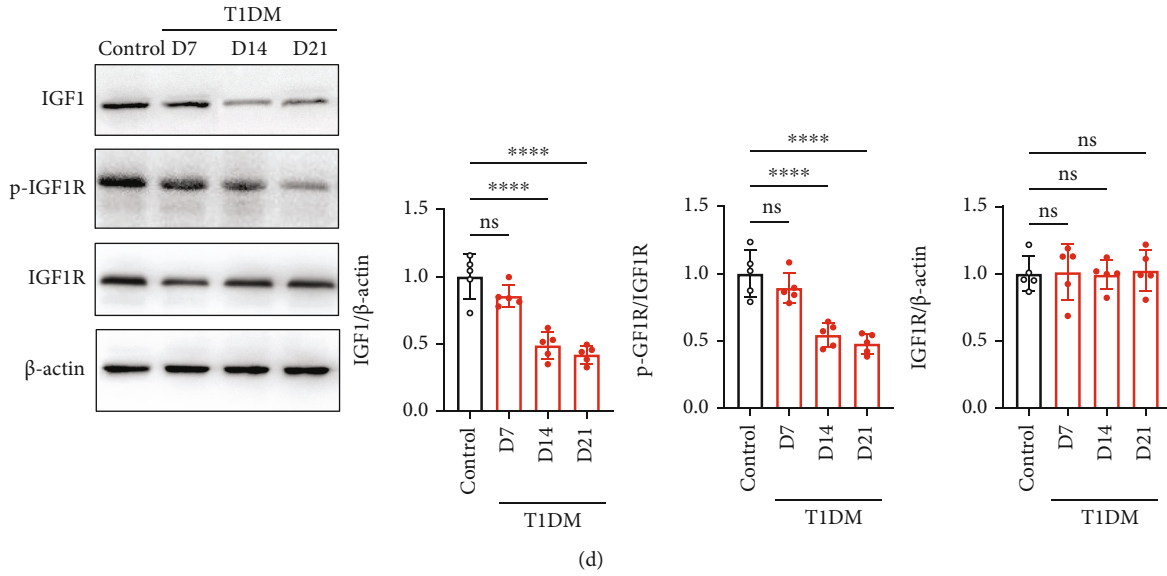 T1DM
Control D7 D14 D21
IGF1
p-IGF1R
IGF1R
β-actin
IGF1/β-actin
1.5
1.0
0.5
0.0
ns
****
****
Control
D7
D14
D21
T1DM
p-GF1R/IGF1R
1.5
1.0
0.5
0.0
ns
****
****
Control
D7
D14
D21
T1DM
IGF1R/β-actin
1.5
1.0
0.5
0.0
ns
ns
ns
Control
D7
D14
D21
T1DM
(d)